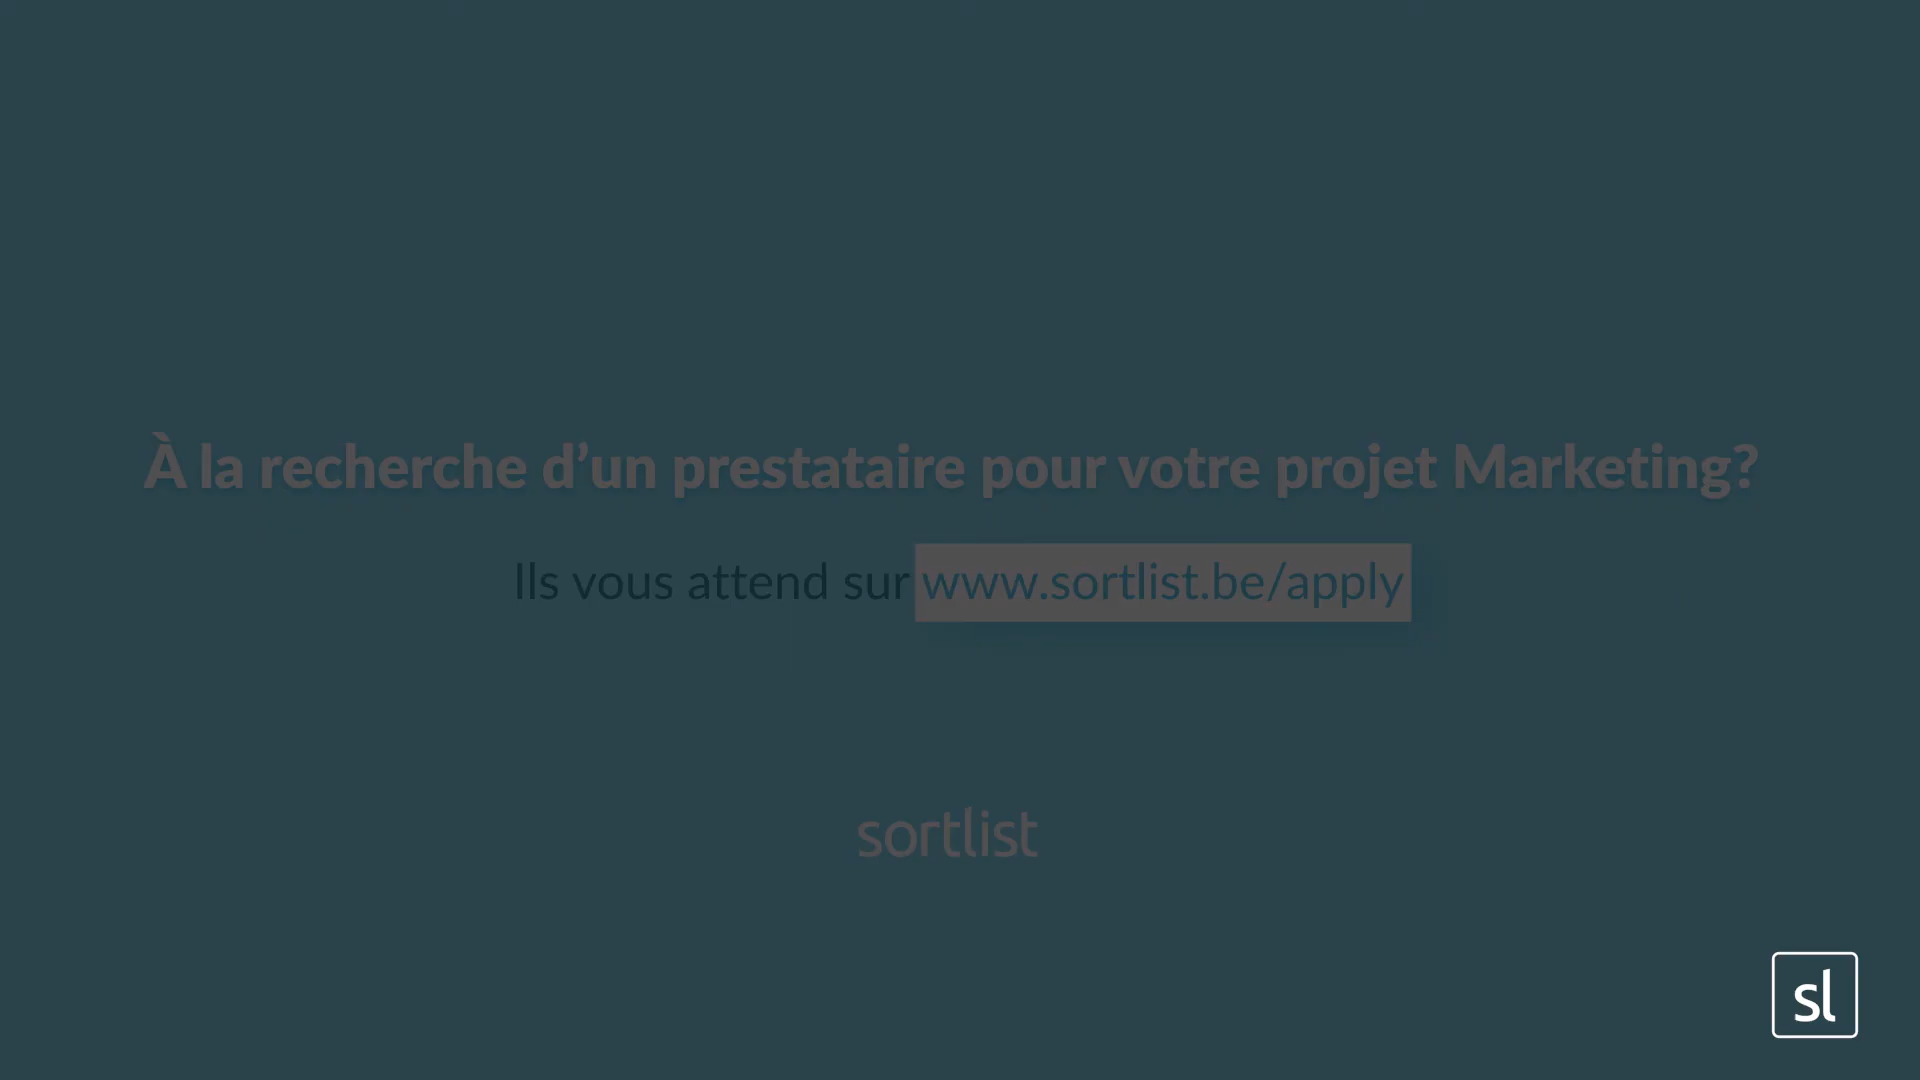 À la recherche d’un prestataire pour votre projet Marketing?
Ils vous attend sur www.sortlist.be/apply
sortlist
sl